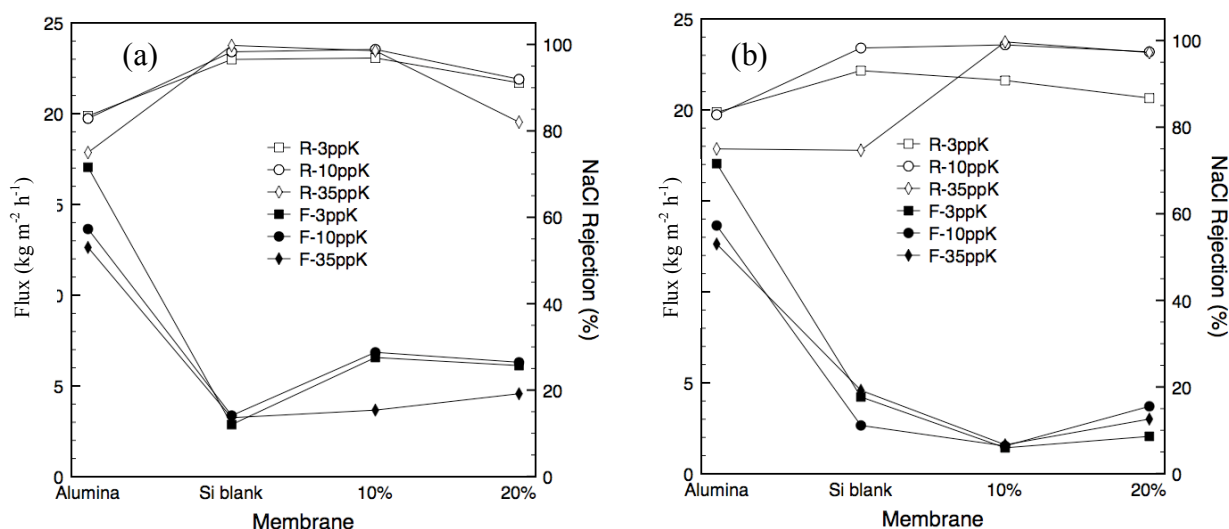 25
20
5
0
5
0
Flux (kg m-2 h-1)
(a)
R-3ppK
R-10ppK
R-35ppK
F-3ppK
F-10ppK
F-35ppK
100
80
60
40
20
0
NaCl Rejection (%)
Alumina Si blank 10% 20%
Membrane
25
20
5
0
Flux (kg m-2 h-1)
(b)
R-3ppK
R-10ppK
R-35ppK
F-3ppK
F-10ppK
F-35ppK
100
80
60
40
20
0
NaCl Rejection (%)
Alumina Si blank 10% 20%
Membrane